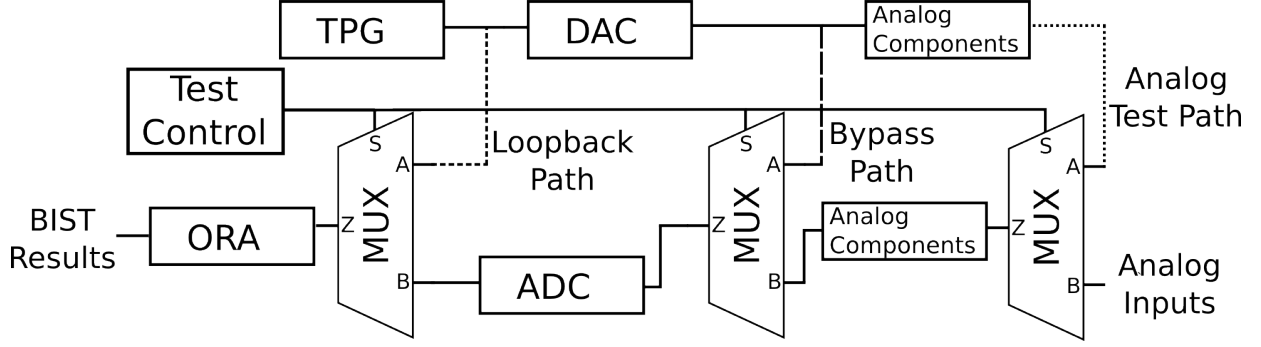 TPG
DAC
Analog
Components
Test
Control
Analog
Test Path
S
A
MUX
Z
B
Loopback
Path
S
A
MUX
Z
B
Bypass
Path
S
A
MUX
Z
B
BIST
Results
ORA
ADC
Analog
Components
Analog
Inputs